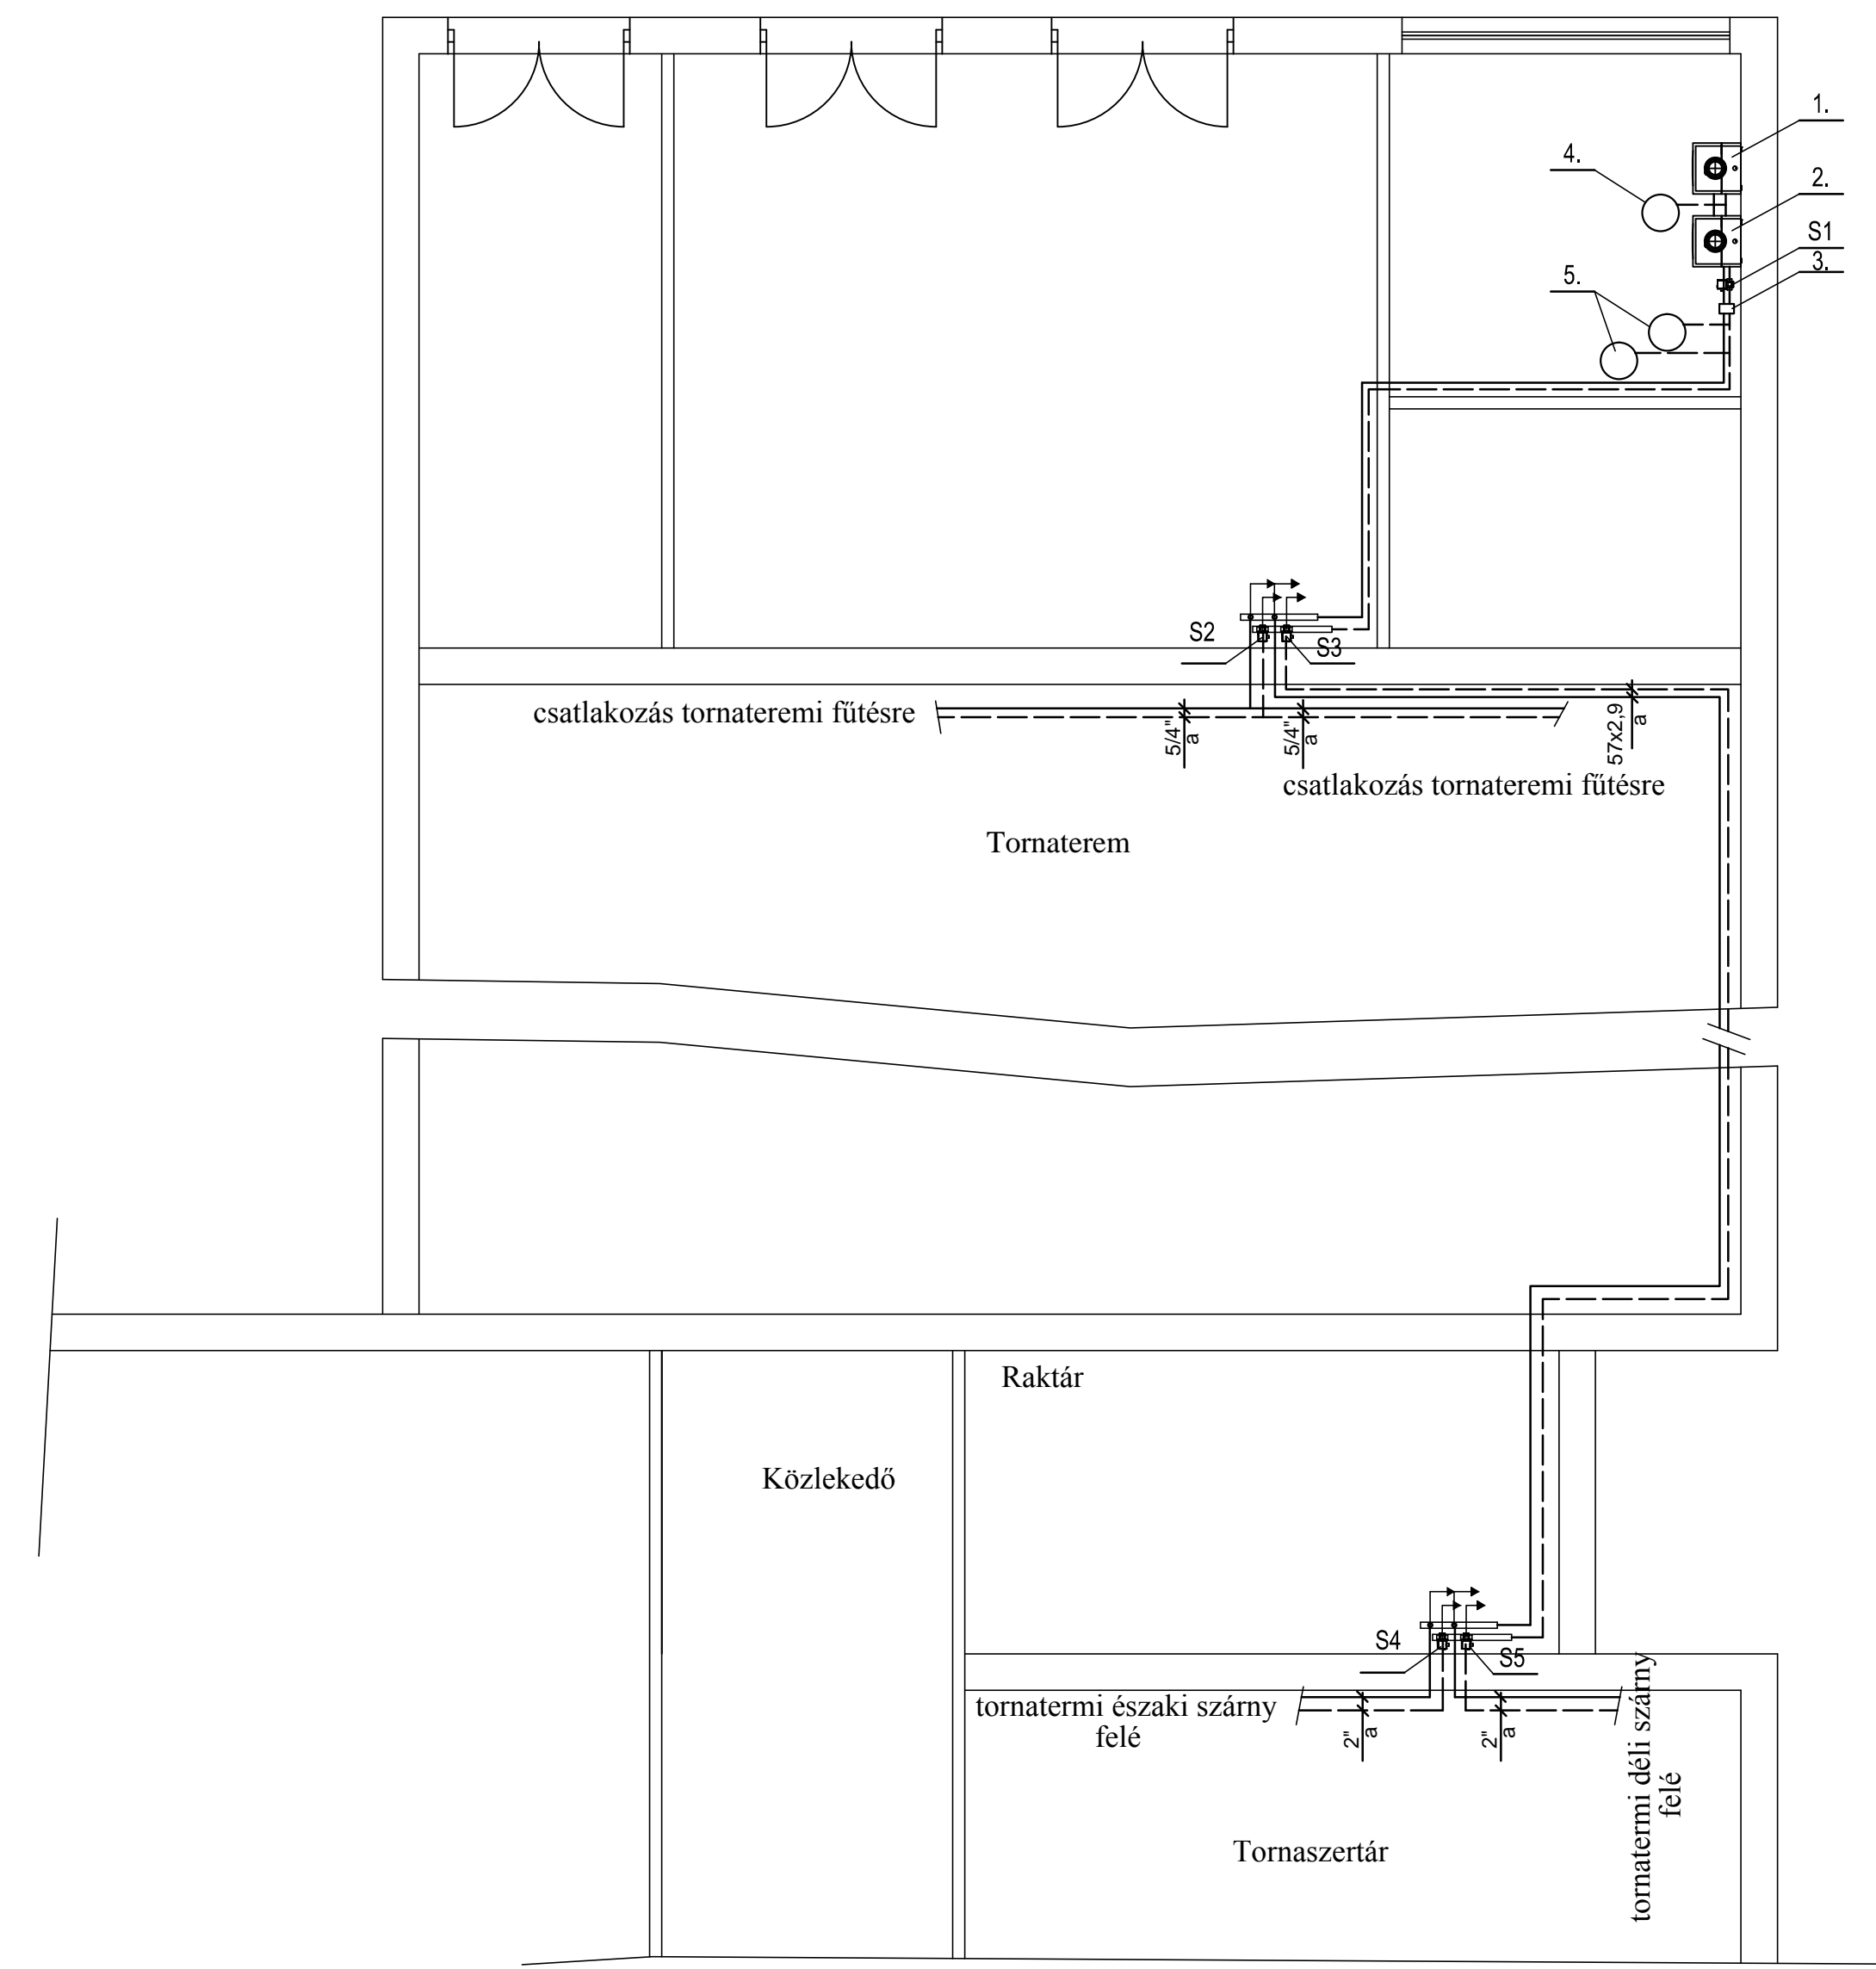 1.
4.
2.
S1
3.
5.
S2
S3
csatlakozás tornateremi fűtésre
5/4"
a
5/4"
a
57x2,9
a
csatlakozás tornateremi fűtésre
Tornaterem
Raktár
Közlekedő
S4
S5
tornatermi északi szárny
felé
2"
a
2"
a
tornatermi déli szárny
felé
Tornaszertár